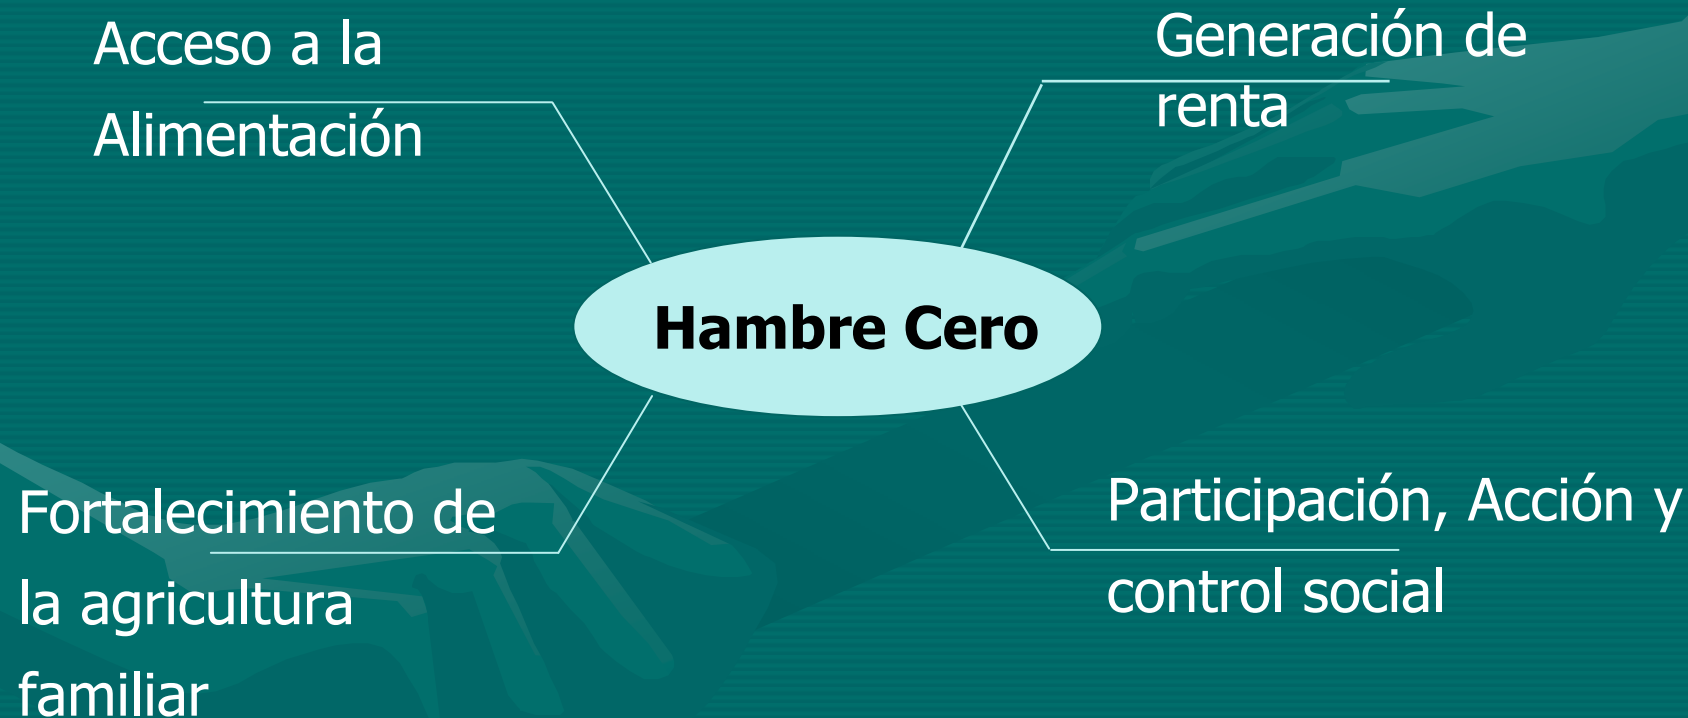 Acceso a la
Alimentación
Generación de
renta
Hambre Cero
Fortalecimiento de
la agricultura
familiar
Participación, Acción y
control social